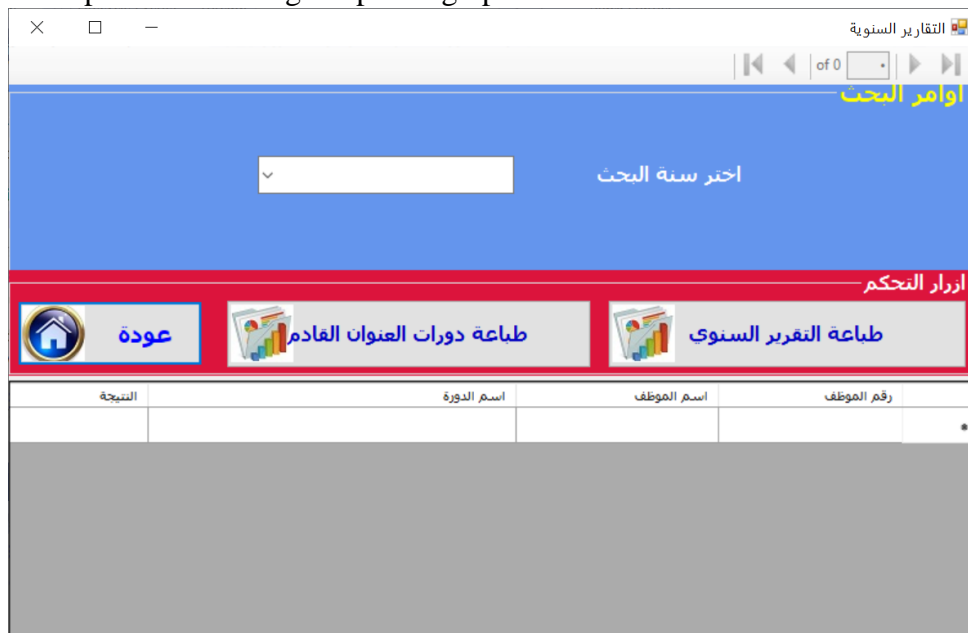 التقارير السنوية
of 0
اوامر البحث
اختر سنة البحث
ازرار التحكم
طباعة التقرير السنوي
طباعة دورات العنوان القادم
عودة
رقم الموظف اسم الموظف اسم الدورة النتيجة